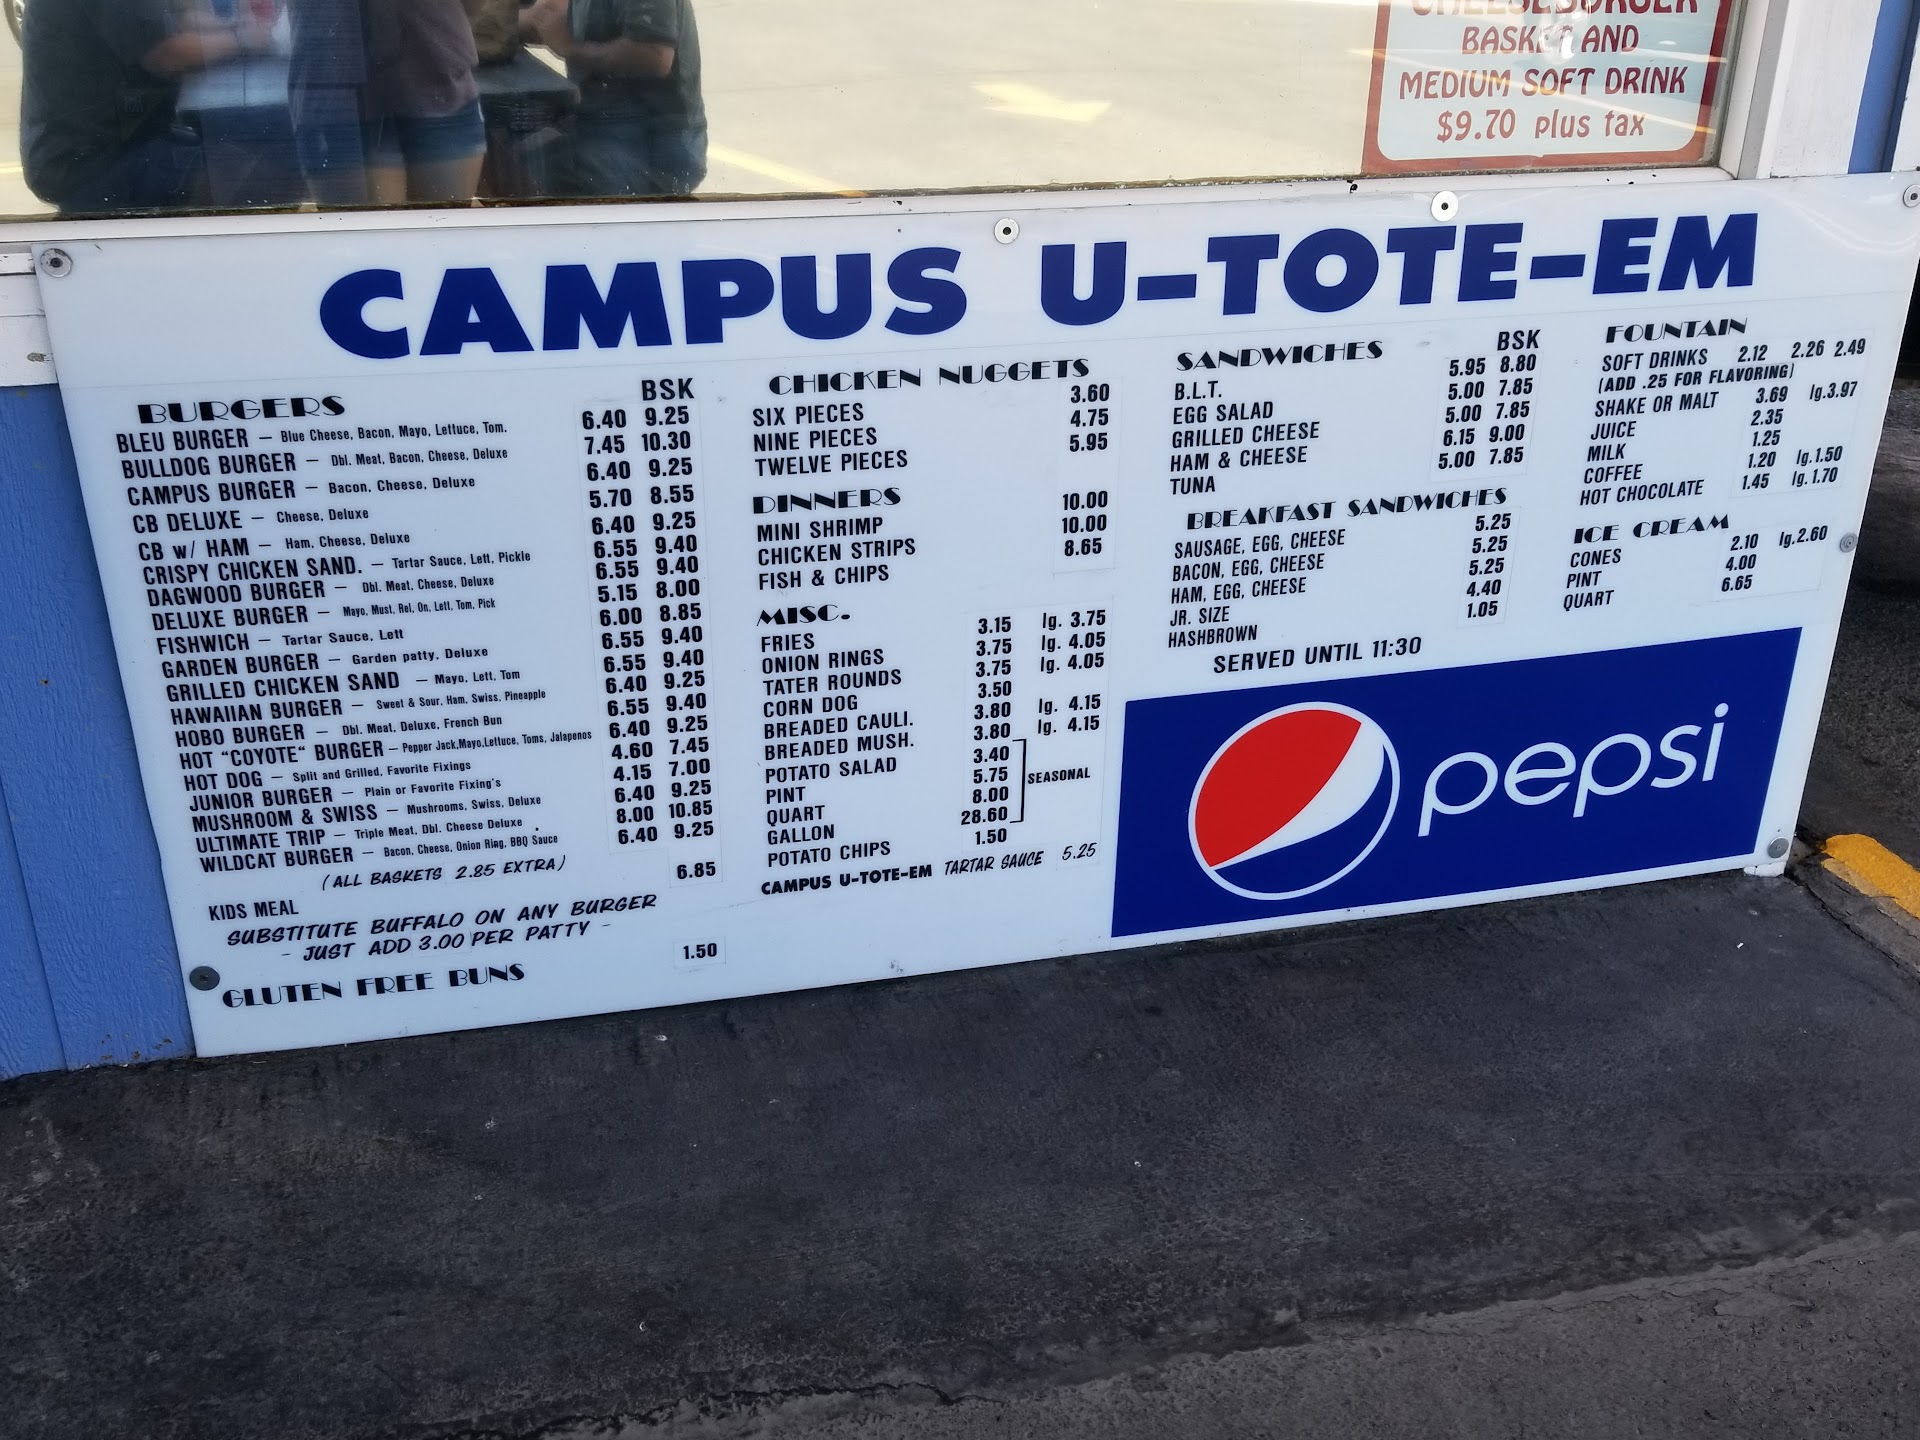 CHEESEBURGER
BASKET AND
MEDIUM SOFT DRINK
$9.70 plus tax
CAMPUS U-TOTE-EM
BURGERS BSK
BLEU BURGER — Blue Cheese, Bacon, Mayo, Lettuce, Tom. 6.40 9.25
BULLDOG BURGER — Dbl. Meat, Bacon, Cheese, Deluxe 7.45 10.30
CAMPUS BURGER — Bacon, Cheese, Deluxe 6.40 9.25
CB DELUXE — Cheese, Deluxe 5.70 8.55
CB w/ HAM — Ham, Cheese, Deluxe 6.40 9.25
CRISPY CHICKEN SAND. — Tartar Sauce, Lett, Pickle 6.55 9.40
DAGWOOD BURGER — Dbl. Meat, Cheese, Deluxe 6.55 9.40
DELUXE BURGER — Mayo, Must, Rel, On, Lett, Tom, Pick 5.15 8.00
FISHWICH — Tartar Sauce, Lett 6.00 8.85
GARDEN BURGER — Garden patty, Deluxe 6.55 9.40
GRILLED CHICKEN SAND — Mayo, Lett, Tom 6.55 9.40
HAWAIIAN BURGER — Sweet & Sour, Ham, Swiss, Pineapple 6.40 9.25
HOBO BURGER — Dbl. Meat, Deluxe, French Bun 6.55 9.40
HOT "COYOTE" BURGER — Pepper Jack,Mayo,Lettuce, Toms, Jalapenos 6.40 9.25
HOT DOG — Split and Grilled, Favorite Fixings 4.60 7.45
JUNIOR BURGER — Plain or Favorite Fixing's 4.15 7.00
MUSHROOM & SWISS — Mushrooms, Swiss, Deluxe 6.40 9.25
ULTIMATE TRIP — Triple Meat, Dbl. Cheese Deluxe 8.00 10.85
WILDCAT BURGER — Bacon, Cheese, Onion Ring, BBQ Sauce 6.40 9.25
(ALL BASKETS 2.85 EXTRA)
KIDS MEAL 6.85
SUBSTITUTE BUFFALO ON ANY BURGER
- JUST ADD 3.00 PER PATTY -
GLUTEN FREE BUNS 1.50
CHICKEN NUGGETS
SIX PIECES 3.60
NINE PIECES 4.75
TWELVE PIECES 5.95
DINNERS
MINI SHRIMP 10.00
CHICKEN STRIPS 10.00
FISH & CHIPS 8.65
MISC.
FRIES 3.15 lg. 3.75
ONION RINGS 3.75 lg. 4.05
TATER ROUNDS 3.75 lg. 4.05
CORN DOG 3.50
BREADED CAULI. 3.80 lg. 4.15
BREADED MUSH. 3.80 lg. 4.15
POTATO SALAD 3.40
PINT 5.75 SEASONAL
QUART 8.00
GALLON 28.60
POTATO CHIPS 1.50
CAMPUS U-TOTE-EM TARTAR SAUCE 5.25
SANDWICHES BSK
B.L.T. 5.95 8.80
EGG SALAD 5.00 7.85
GRILLED CHEESE 5.00 7.85
HAM & CHEESE 6.15 9.00
TUNA 5.00 7.85
BREAKFAST SANDWICHES
SAUSAGE, EGG, CHEESE 5.25
BACON, EGG, CHEESE 5.25
HAM, EGG, CHEESE 5.25
JR. SIZE 4.40
HASHBROWN 1.05
SERVED UNTIL 11:30
FOUNTAIN
SOFT DRINKS 2.12 2.26 2.49
(ADD .25 FOR FLAVORING)
SHAKE OR MALT 3.69 lg.3.97
JUICE 2.35
MILK 1.25
COFFEE 1.20 lg.1.50
HOT CHOCOLATE 1.45 lg. 1.70
ICE CREAM
CONES 2.10 lg.2.60
PINT 4.00
QUART 6.65
pepsi